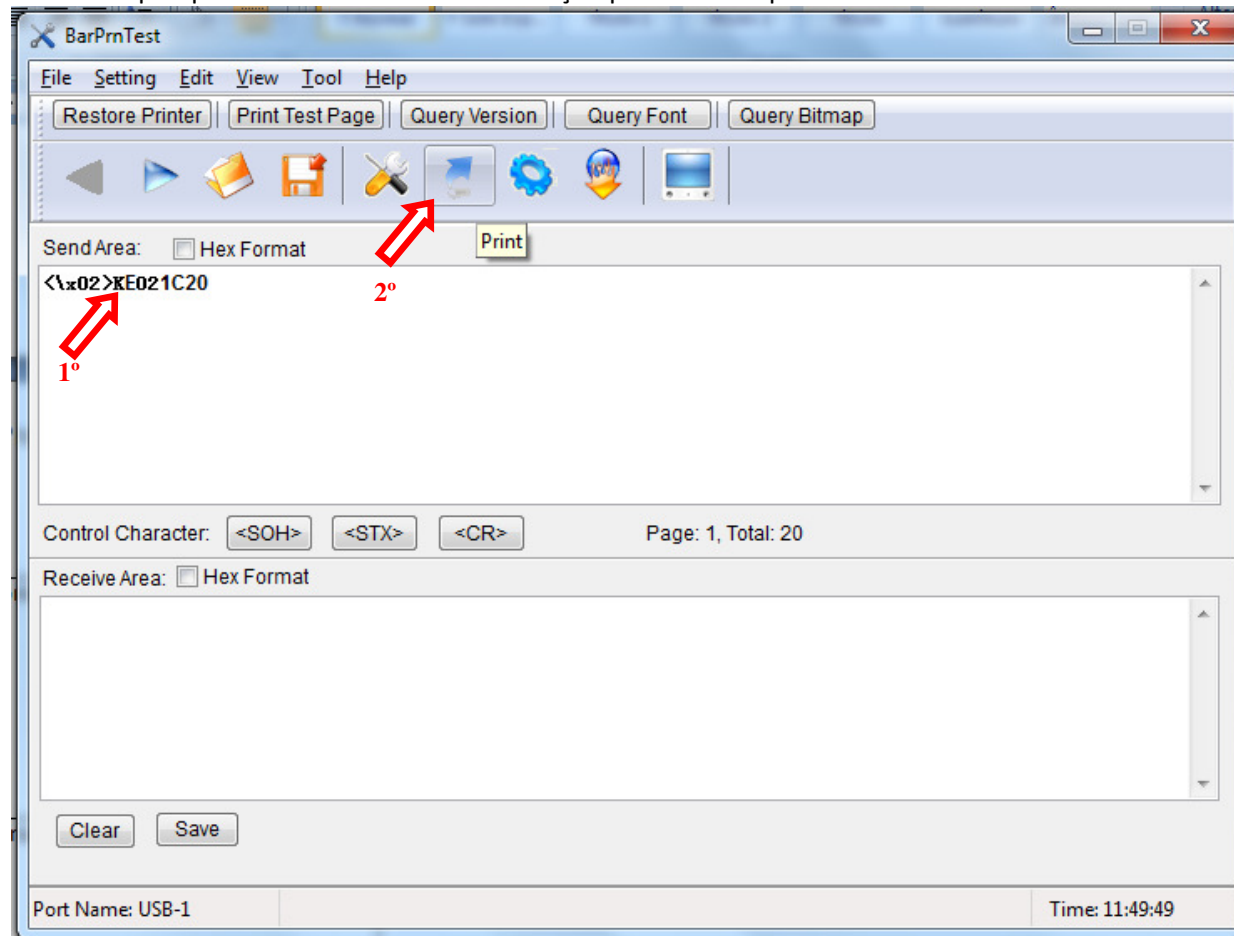 BarPrnTest
File Setting Edit View Tool Help
Restore Printer Print Test Page Query Version Query Font Query Bitmap
Print
Send Area: Hex Format
<\x02>KE021C20
1º
2º
Control Character: <SOH> <STX> <CR> Page: 1, Total: 20
Receive Area: Hex Format
Clear Save
Port Name: USB-1 Time: 11:49:49